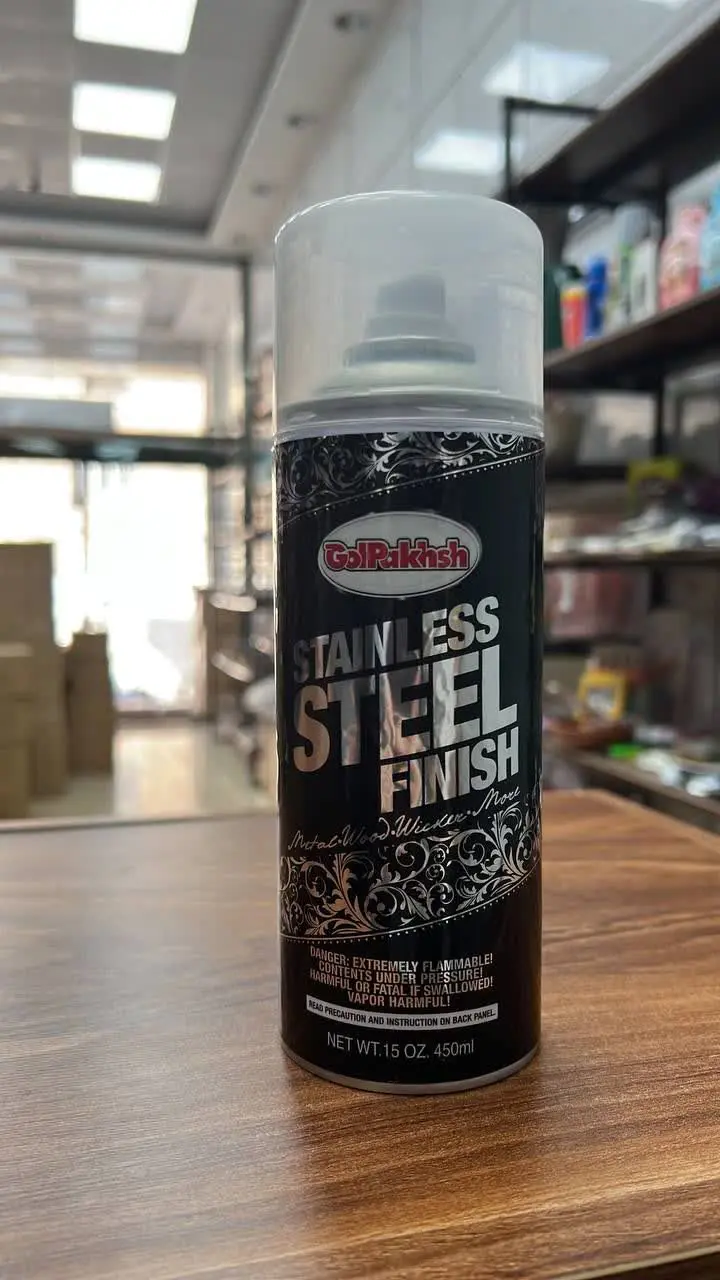 GolPakhsh
STAINLESS
STEEL
FINISH
Metal·Wood·Wicker·More
DANGER: EXTREMELY FLAMMABLE!
CONTENTS UNDER PRESSURE!
HARMFUL OR FATAL IF SWALLOWED!
VAPOR HARMFUL!
READ PRECAUTION AND INSTRUCTION ON BACK PANEL.
NET WT.15 OZ. 450ml